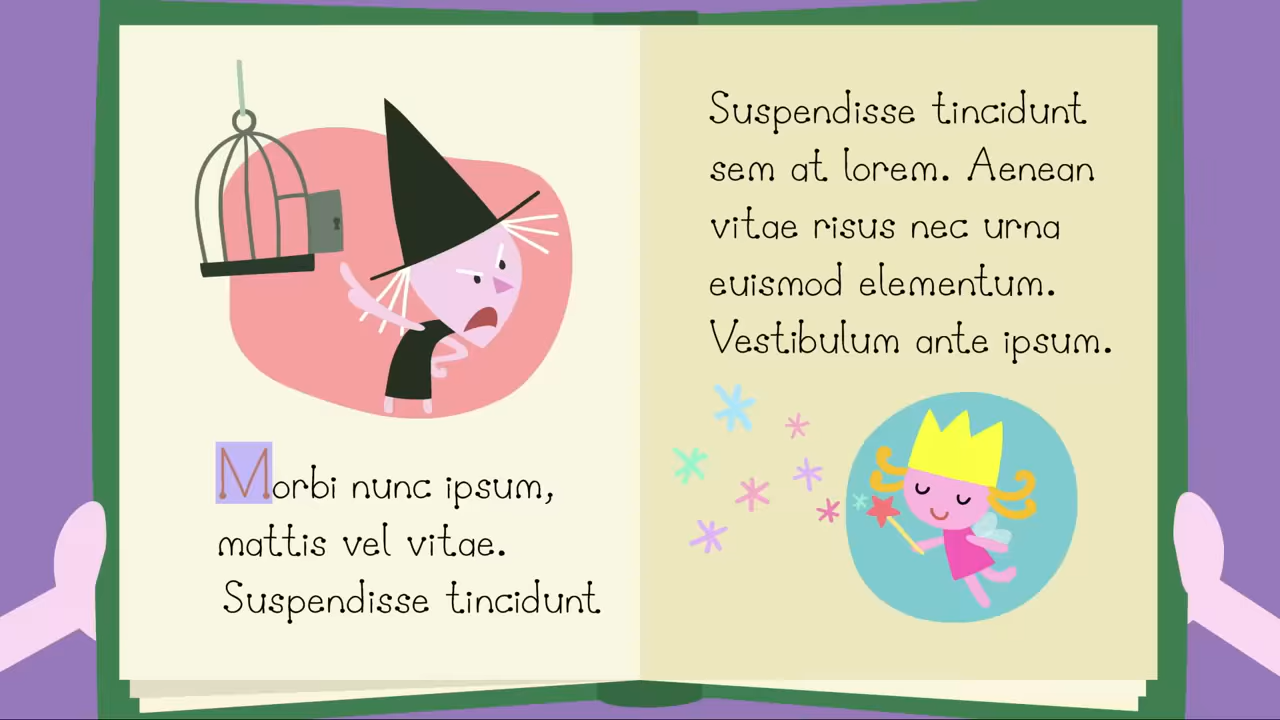 Morbi nunc ipsum,
mattis vel vitae.
Suspendisse tincidunt
Suspendisse tincidunt
sem at lorem. Aenean
vitae risus nec urna
euismod elementum.
Vestibulum ante ipsum.